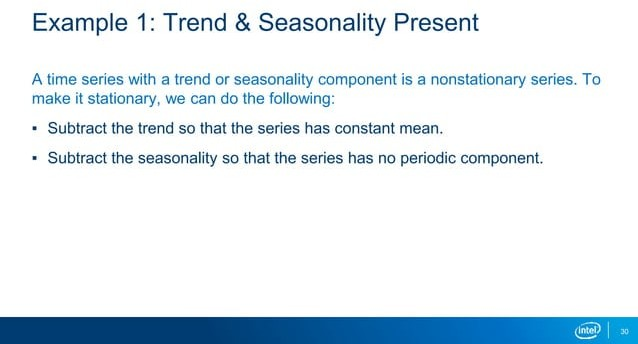 Example 1: Trend & Seasonality Present
A time series with a trend or seasonality component is a nonstationary series. To
make it stationary, we can do the following:
▪ Subtract the trend so that the series has constant mean.
▪ Subtract the seasonality so that the series has no periodic component.
intel
30